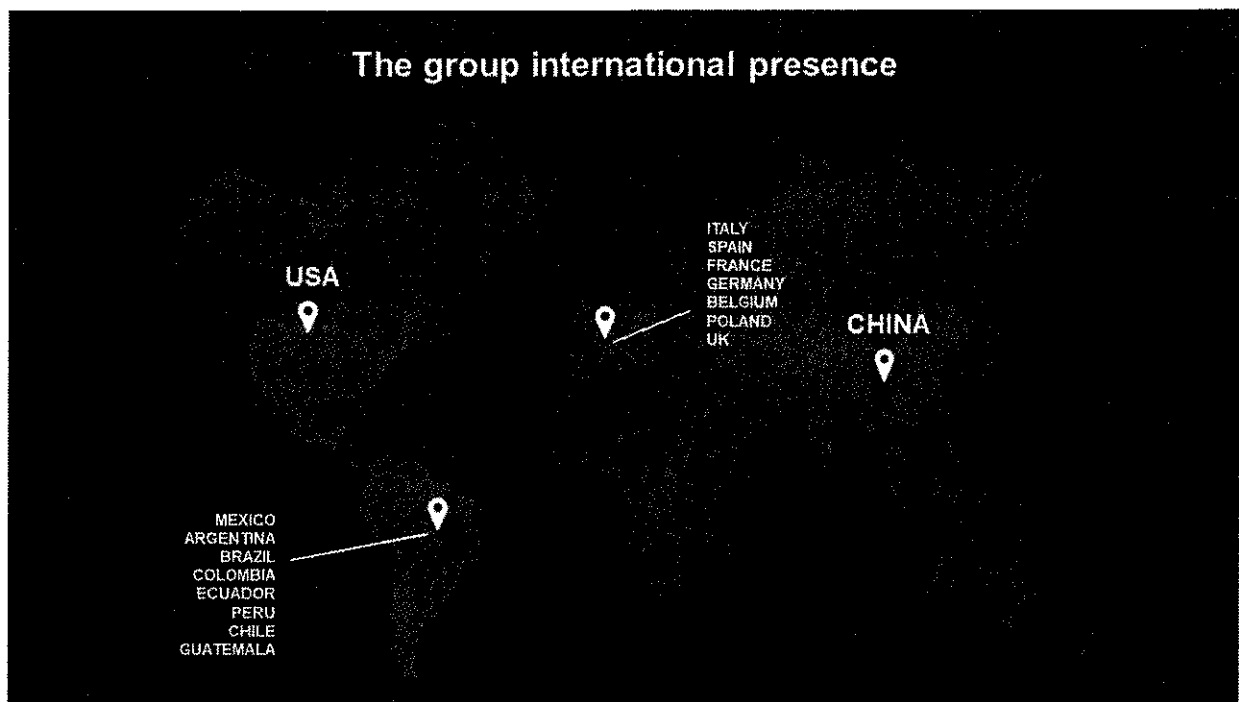 The group international presence
USA
ITALY
SPAIN
FRANCE
GERMANY
BELGIUM
POLAND
UK
CHINA
MEXICO
ARGENTINA
BRAZIL
COLOMBIA
ECUADOR
PERU
CHILE
GUATEMALA